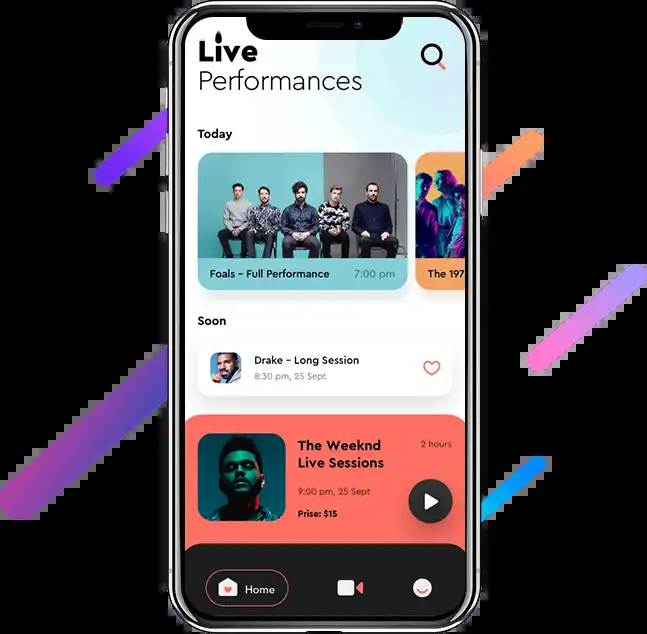 Live
Performances
Today
Foals - Full Performance
7:00 pm
The 197
Soon
Drake - Long Session
8:30 pm, 25 Sept
The Weeknd
Live Sessions
2 hours
9:00 pm, 25 Sept
Prise: $15
Home